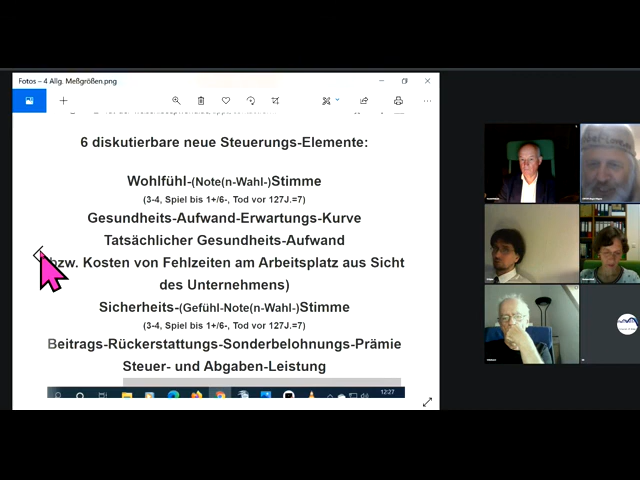 Fotos – 4 Allg. Meßgrößen.png
6 diskutierbare neue Steuerungs-Elemente:
Wohlfühl-(Note(n-Wahl-)Stimme
(3-4, Spiel bis 1+/6-, Tod vor 127J.=7)
Gesundheits-Aufwand-Erwartungs-Kurve
Tatsächlicher Gesundheits-Aufwand
bzw. Kosten von Fehlzeiten am Arbeitsplatz aus Sicht
des Unternehmens)
Sicherheits-(Gefühl-Note(n-Wahl-)Stimme
(3-4, Spiel bis 1+/6-, Tod vor 127J.=7)
Beitrags-Rückerstattungs-Sonderbelohnungs-Prämie
Steuer- und Abgaben-Leistung
12:27